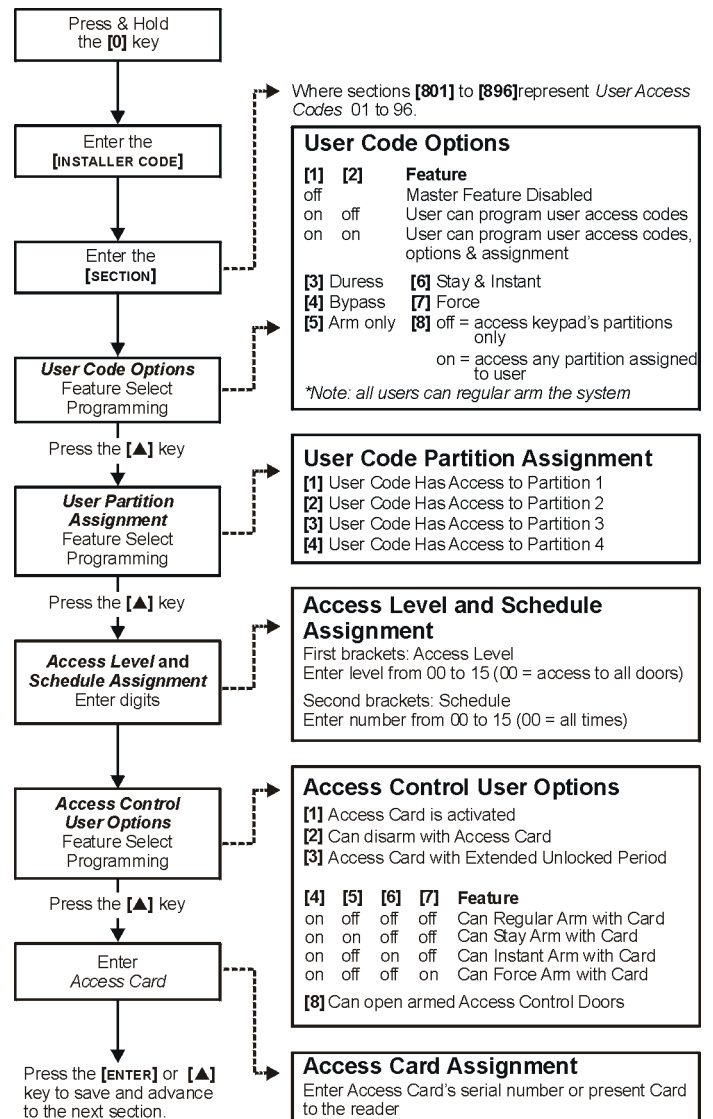 Press & Hold
the [0] key
Enter the
[INSTALLER CODE]
Enter the
[SECTION]
User Code Options
Feature Select
Programming
Press the [▲] key
User Partition
Assignment
Feature Select
Programming
Press the [▲] key
Access Level and
Schedule Assignment
Enter digits
Access Control
User Options
Feature Select
Programming
Press the [▲] key
Enter
Access Card
Press the [ENTER] or [▲]
key to save and advance
to the next section.
Where sections [801] to [896]represent User Access
Codes 01 to 96.
User Code Options
[1] [2] Feature
off Master Feature Disabled
on off User can program user access codes
on on User can program user access codes,
options & assignment
[3] Duress [6] Stay & Instant
[4] Bypass [7] Force
[5] Arm only [8] off = access keypad's partitions
only
on = access any partition assigned
to user
*Note: all users can regular arm the system
User Code Partition Assignment
[1] User Code Has Access to Partition 1
[2] User Code Has Access to Partition 2
[3] User Code Has Access to Partition 3
[4] User Code Has Access to Partition 4
Access Level and Schedule
Assignment
First brackets: Access Level
Enter level from 00 to 15 (00 = access to all doors)
Second brackets: Schedule
Enter number from 00 to 15 (00 = all times)
Access Control User Options
[1] Access Card is activated
[2] Can disarm with Access Card
[3] Access Card with Extended Unlocked Period
[4] [5] [6] [7] Feature
on off off off Can Regular Arm with Card
on on off off Can Stay Arm with Card
on off on off Can Instant Arm with Card
on off off on Can Force Arm with Card
[8] Can open armed Access Control Doors
Access Card Assignment
Enter Access Card's serial number or present Card
to the reader